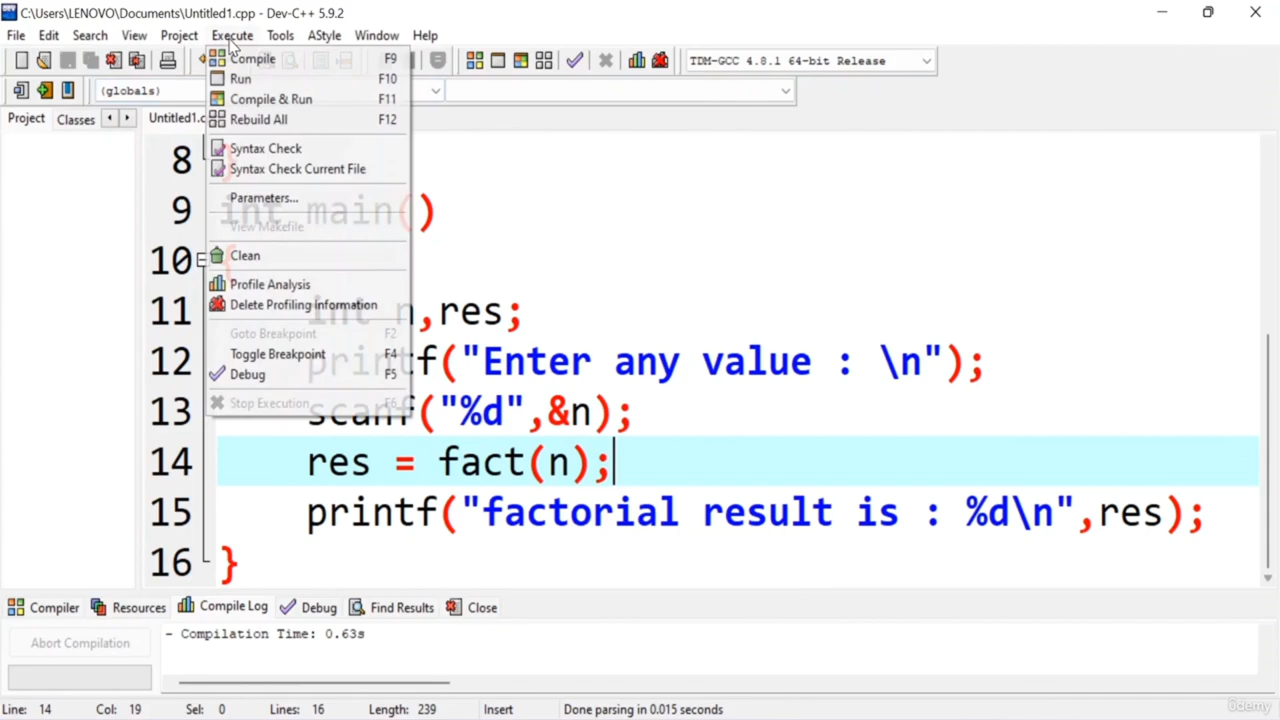 C:\Users\LENOVO\Documents\Untitled1.cpp - Dev-C++ 5.9.2
File Edit Search View Project Execute Tools AStyle Window Help
TDM-GCC 4.8.1 64-bit Release
(globals)
Project Classes Untitled1.c
Compile F9
Run F10
Compile & Run F11
Rebuild All F12
Syntax Check
Syntax Check Current File
Parameters...
View Makefile
Clean
Profile Analysis
Delete Profiling Information
Goto Breakpoint F2
Toggle Breakpoint F4
Debug F5
Stop Execution F6
8 }
9 int main()
10 {
11 int n,res;
12 printf("Enter any value : \n");
13 scanf("%d",&n);
14 res = fact(n);
15 printf("factorial result is : %d\n",res);
16 }
Compiler Resources Compile Log Debug Find Results Close
Abort Compilation
- Compilation Time: 0.63s
Line: 14 Col: 19 Sel: 0 Lines: 16 Length: 239 Insert Done parsing in 0.015 seconds
ûdemy